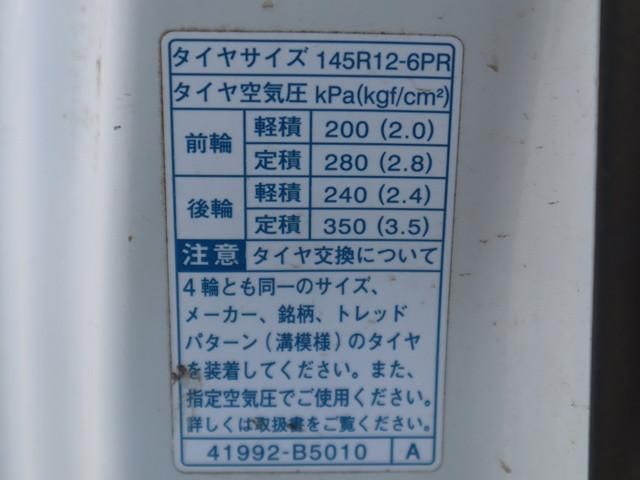 タイヤサイズ 145R12-6PR
タイヤ空気圧 kPa(kgf/cm²)
前輪 軽積 200 (2.0)
定積 280 (2.8)
後輪 軽積 240 (2.4)
定積 350 (3.5)
注意 タイヤ交換について
4輪とも同一のサイズ、
メーカー、銘柄、トレッド
パターン(溝模様)のタイヤ
を装着してください。また、
指定空気圧でご使用ください。
詳しくは取扱書をご覧ください。
41992-B5010 A